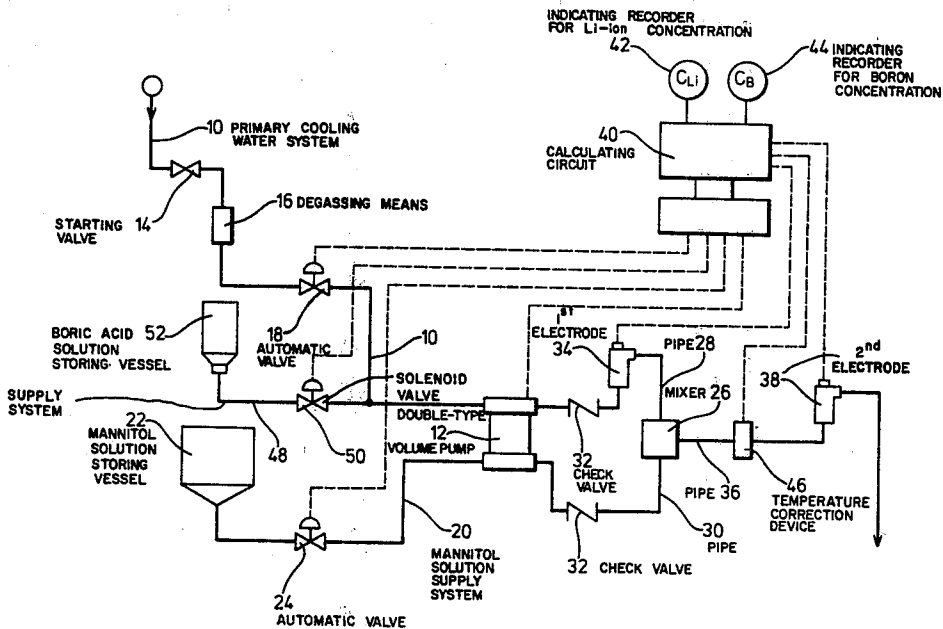 INDICATING RECORDER
FOR Li-ion CONCENTRATION
42
44 INDICATING
RECORDER
FOR BORON
CONCENTRATION
CLi
CB
10 PRIMARY COOLING
WATER SYSTEM
40
CALCULATING
CIRCUIT
STARTING
VALVE
14
16 DEGASSING MEANS
18
AUTOMATIC
VALVE
10
BORIC ACID
SOLUTION
STORING VESSEL
52
1ST
ELECTRODE
34
PIPE 28
2nd
ELECTRODE
38
SUPPLY
SYSTEM
48
50
SOLENOID
VALVE
DOUBLE-TYPE
12
VOLUME PUMP
MIXER 26
22
MANNITOL
SOLUTION
STORING
VESSEL
32
CHECK
VALVE
PIPE 36
46
TEMPERATURE
CORRECTION
DEVICE
30
PIPE
20
MANNITOL
SOLUTION
SUPPLY
SYSTEM
32 CHECK VALVE
24
AUTOMATIC VALVE